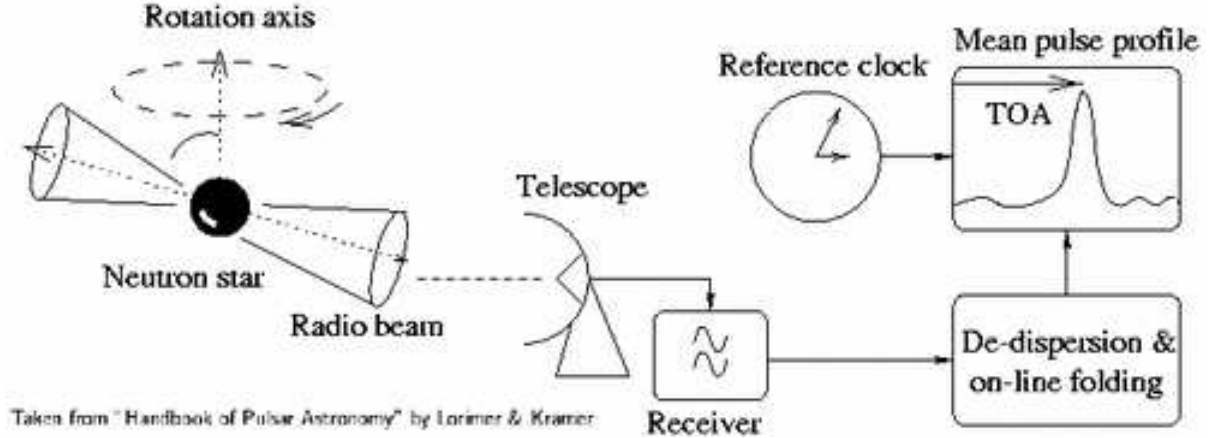 Rotation axis
Neutron star
Radio beam
Telescope
Receiver
Reference clock
Mean pulse profile
TOA
De-dispersion &
on-line folding
Taken from "Handbook of Pulsar Astronomy" by Lorimer & Kramer